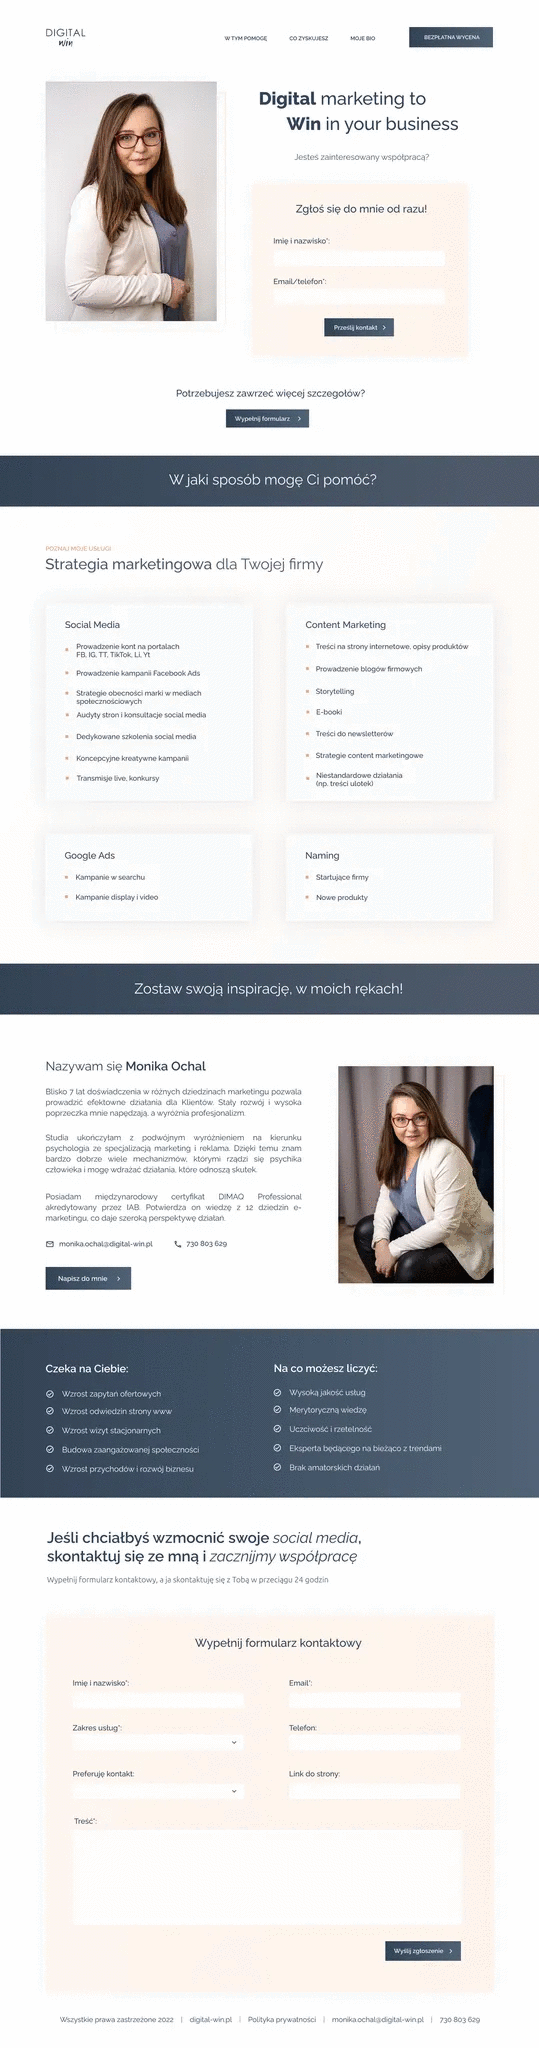 DIGITAL
win
W TYM POMOGĘ
CO ZYSKUJESZ
MOJE BIO
BEZPŁATNA WYCENA
Digital marketing to
Win in your business
Jesteś zainteresowany współpracą?
Zgłoś się do mnie od razu!
Imię i nazwisko*:
Email/telefon*:
Prześlij kontakt
Potrzebujesz zawrzeć więcej szczegółów?
Wypełnij formularz
W jaki sposób mogę Ci pomóc?
POZNAJ MOJE USŁUGI
Strategia marketingowa dla Twojej firmy
Social Media
Prowadzenie kont na portalach
FB, IG, TT, TikTok, Li, Yt
Prowadzenie kampanii Facebook Ads
Strategie obecności marki w mediach
społecznościowych
Audyty stron i konsultacje social media
Dedykowane szkolenia social media
Koncepcyjne kreatywne kampanii
Transmisje live, konkursy
Content Marketing
Treści na strony internetowe, opisy produktów
Prowadzenie blogów firmowych
Storytelling
E-booki
Treści do newsletterów
Strategie content marketingowe
Niestandardowe działania
(np. treści ulotek)
Google Ads
Kampanie w searchu
Kampanie display i video
Naming
Startujące firmy
Nowe produkty
Zostaw swoją inspirację, w moich rękach!
Nazywam się Monika Ochal
Blisko 7 lat doświadczenia w różnych dziedzinach marketingu pozwala
prowadzić efektowne działania dla Klientów. Stały rozwój i wysoka
poprzeczka mnie napędzają, a wyróżnia profesjonalizm.
Studia ukończyłam z podwójnym wyróżnieniem na kierunku
psychologia ze specjalizacją marketing i reklama. Dzięki temu znam
bardzo dobrze wiele mechanizmów, którymi rządzi się psychika
człowieka i mogę wdrażać działania, które odnoszą skutek.
Posiadam międzynarodowy certyfikat DIMAQ Professional
akredytowany przez IAB. Potwierdza on wiedzę z 12 dziedzin e-
marketingu, co daje szeroką perspektywę działań.
monika.ochal@digital-win.pl
730 803 629
Napisz do mnie
Czeka na Ciebie:
Wzrost zapytań ofertowych
Wzrost odwiedzin strony www
Wzrost wizyt stacjonarnych
Budowa zaangażowanej społeczności
Wzrost przychodów i rozwój biznesu
Na co możesz liczyć:
Wysoką jakość usług
Merytoryczną wiedzę
Uczciwość i rzetelność
Eksperta będącego na bieżąco z trendami
Brak amatorskich działań
Jeśli chciałbyś wzmocnić swoje social media,
skontaktuj się ze mną i zacznijmy współpracę
Wypełnij formularz kontaktowy, a ja skontaktuję się z Tobą w przeciągu 24 godzin
Wypełnij formularz kontaktowy
Imię i nazwisko*:
Email*:
Zakres usług*:
Telefon:
Preferuję kontakt:
Link do strony:
Treść*:
Wyślij zgłoszenie
Wszystkie prawa zastrzeżone 2022 | digital-win.pl | Polityka prywatności | monika.ochal@digital-win.pl | 730 803 629